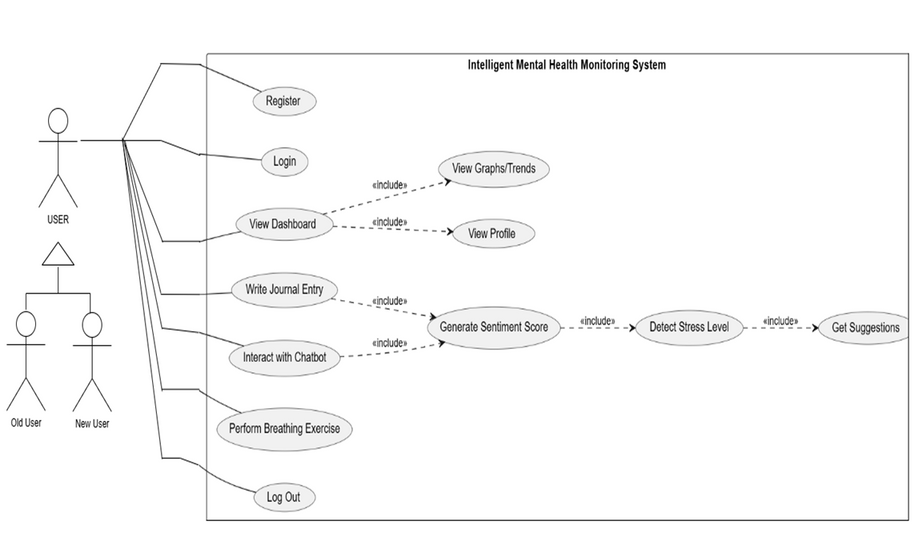 Intelligent Mental Health Monitoring System
Register
Login
View Graphs/Trends
«include»
USER
View Dashboard
«include»
View Profile
Write Journal Entry
«include»
Generate Sentiment Score
«include»
Detect Stress Level
«include»
Get Suggestions
«include»
Interact with Chatbot
Old User
New User
Perform Breathing Exercise
Log Out